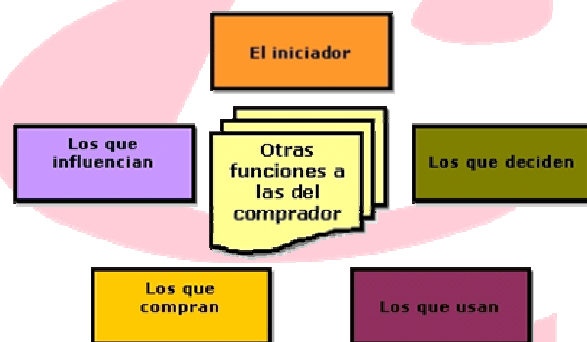 El iniciador
Los que
influencian
Otras
funciones a
las del
comprador
Los que deciden
Los que
compran
Los que usan